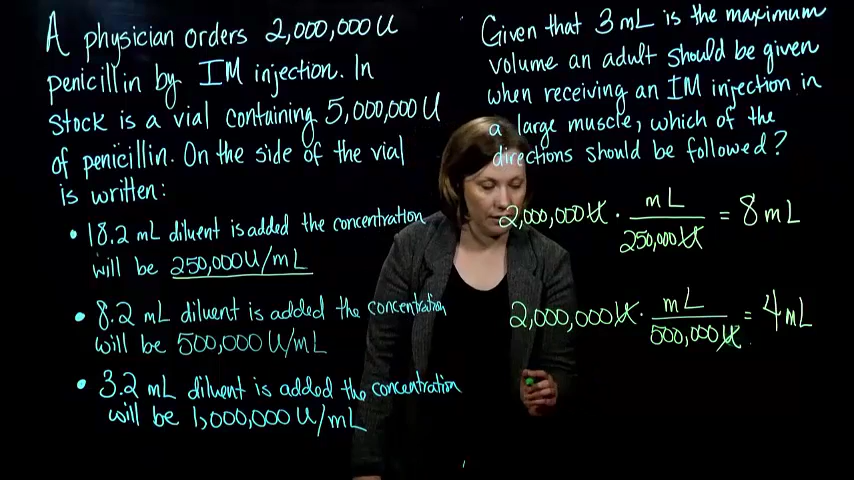 A physician orders 2,000,000 U
penicillin by IM injection. In
stock is a vial containing 5,000,000 U
of penicillin. On the side of the vial
is written:
• 18.2 mL diluent is added the concentration
will be 250,000 U/mL
• 8.2 mL diluent is added the concentration
will be 500,000 U/mL
• 3.2 mL diluent is added the concentration
will be 1,000,000 U/mL
Given that 3 mL is the maximum
volume an adult should be given
when receiving an IM injection in
a large muscle, which of the
directions should be followed?
2,000,000 U · mL / 250,000 U = 8 mL
2,000,000 U · mL / 500,000 U = 4 mL